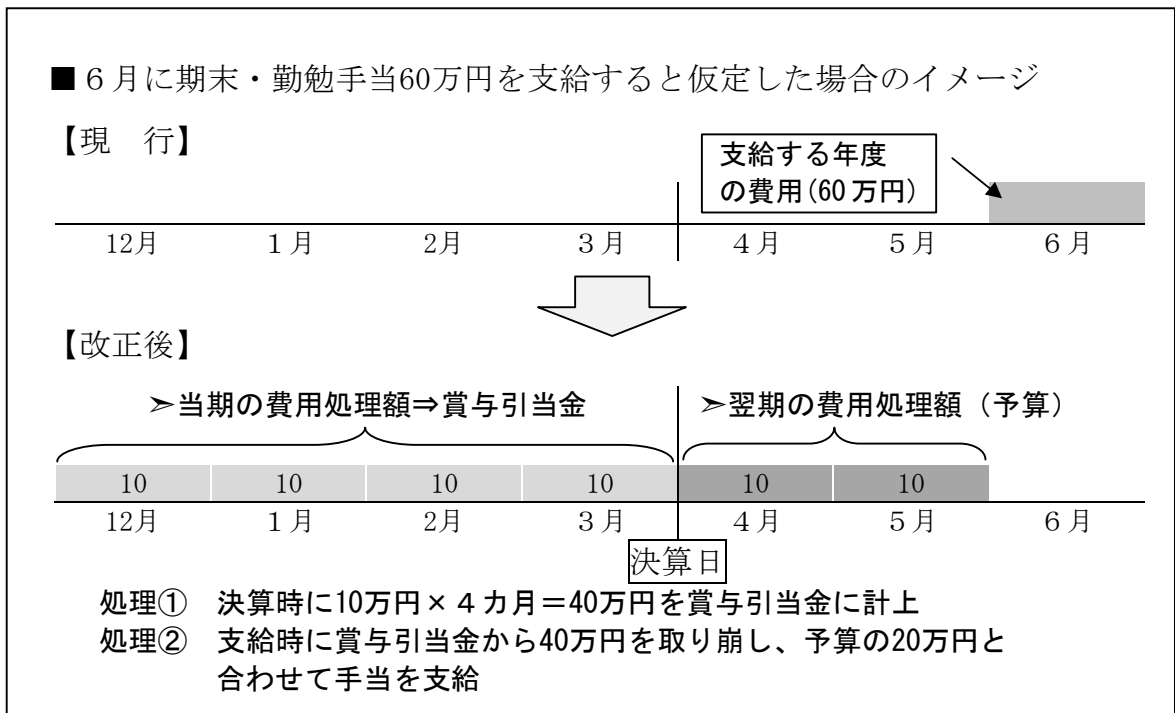 ■６月に期末・勤勉手当60万円を支給すると仮定した場合のイメージ
【現　行】
支給する年度
の費用(60万円)
12月 １月 2月 ３月 ４月 ５月 ６月
【改正後】
➣当期の費用処理額⇒賞与引当金 ➣翌期の費用処理額（予算）
10 10 10 10 10 10
12月 １月 2月 ３月 ４月 ５月 ６月
決算日
処理①　決算時に10万円×４カ月＝40万円を賞与引当金に計上
処理②　支給時に賞与引当金から40万円を取り崩し、予算の20万円と
合わせて手当を支給